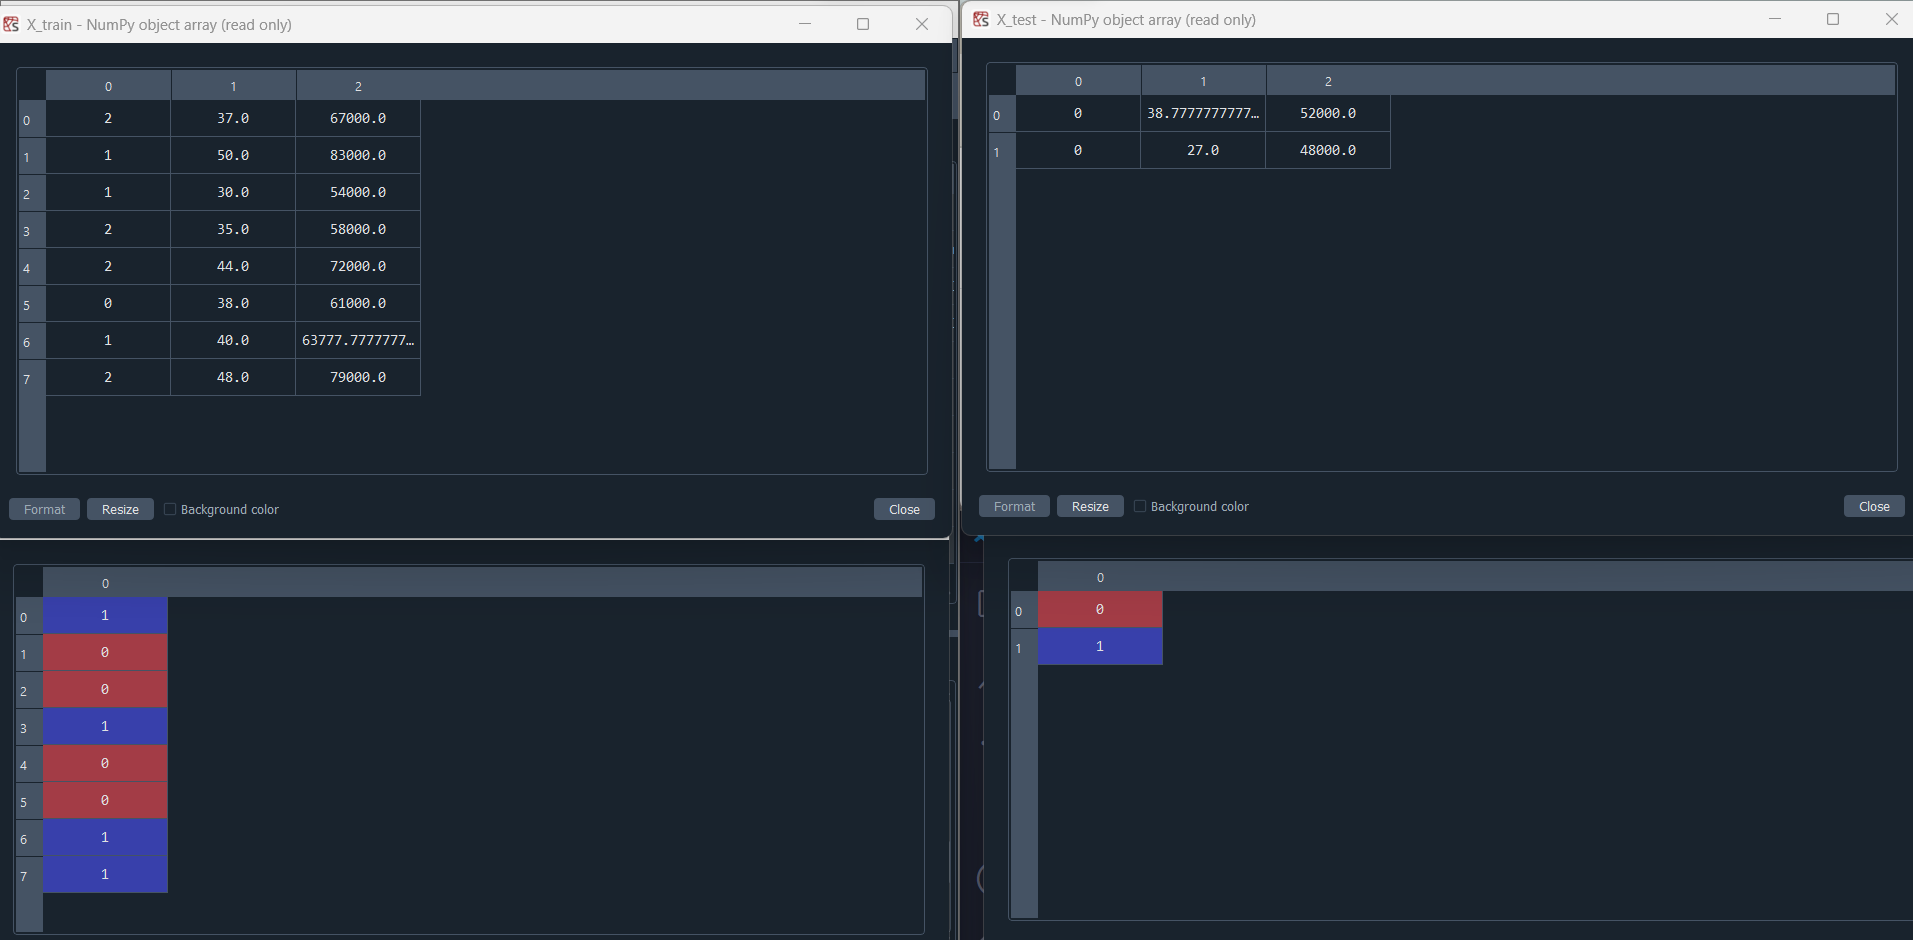 X_train - NumPy object array (read only)
0 1 2
0 2 37.0 67000.0
1 1 50.0 83000.0
2 1 30.0 54000.0
3 2 35.0 58000.0
4 2 44.0 72000.0
5 0 38.0 61000.0
6 1 40.0 63777.7777777...
7 2 48.0 79000.0
Format Resize Background color Close
X_test - NumPy object array (read only)
0 1 2
0 0 38.7777777777... 52000.0
1 0 27.0 48000.0
Format Resize Background color Close
0
0 1
1 0
2 0
3 1
4 0
5 0
6 1
7 1
0
0 0
1 1